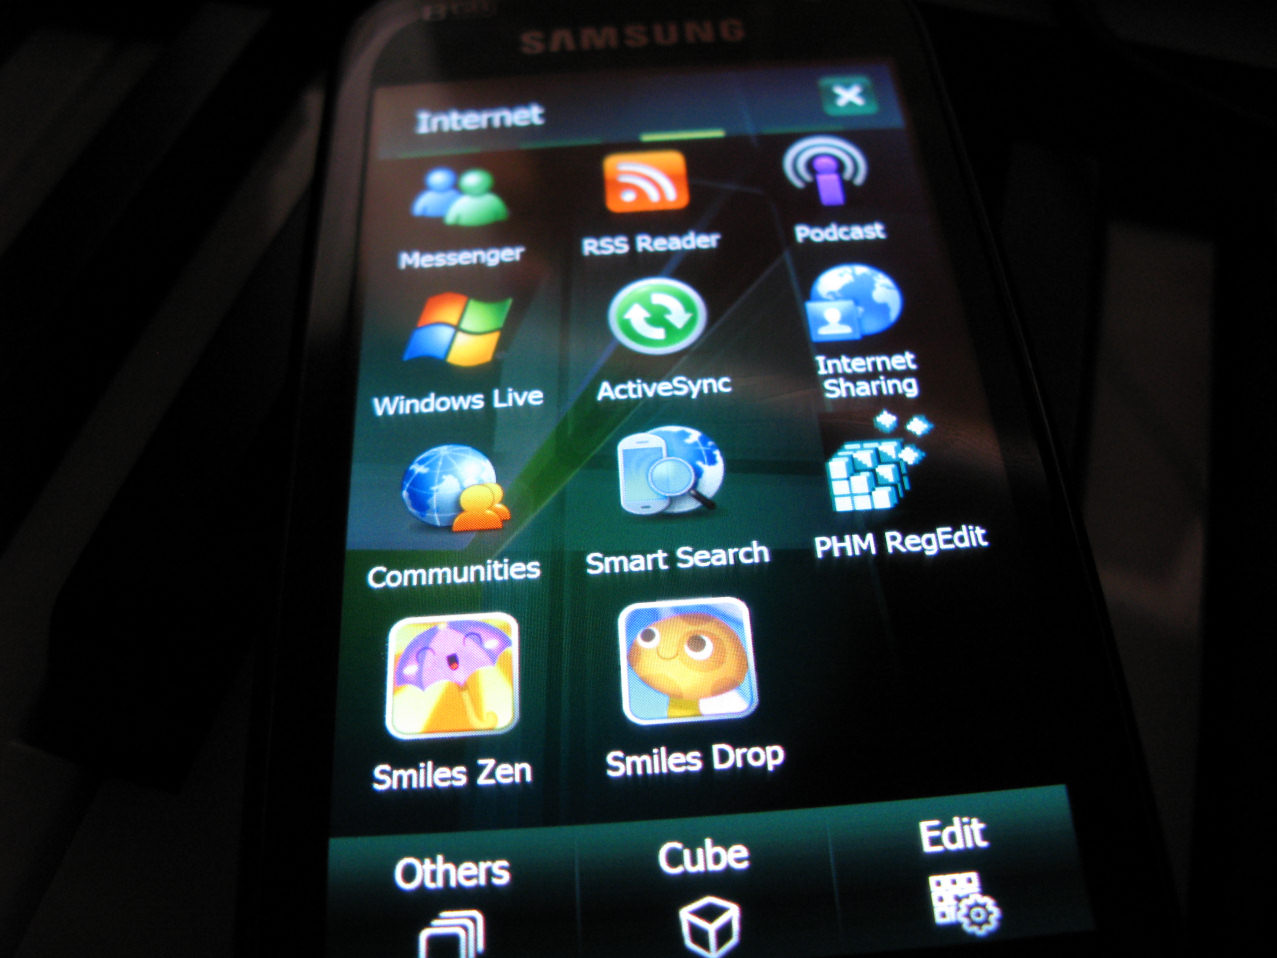 SAMSUNG
Internet
Messenger
RSS Reader
Podcast
Windows Live
ActiveSync
Internet
Sharing
Communities
Smart Search
PHM RegEdit
Smiles Zen
Smiles Drop
Others
Cube
Edit